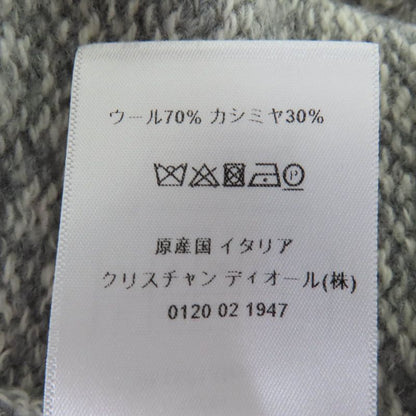 ウール70% カシミヤ30%
P
原産国 イタリア
クリスチャン ディオール(株)
0120 02 1947